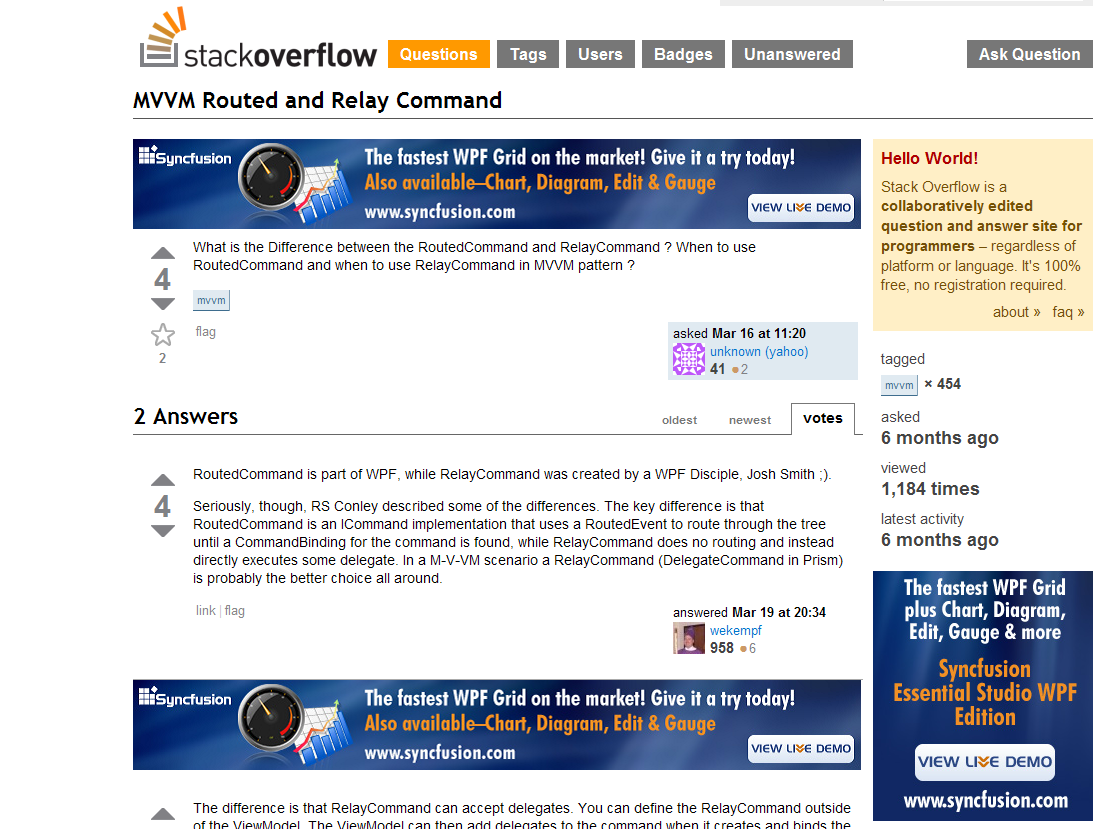 stackoverflow
Questions
Tags
Users
Badges
Unanswered
Ask Question
MVVM Routed and Relay Command
Syncfusion
The fastest WPF Grid on the market! Give it a try today!
Also available–Chart, Diagram, Edit & Gauge
www.syncfusion.com
VIEW LIVE DEMO
4
What is the Difference between the RoutedCommand and RelayCommand ? When to use
RoutedCommand and when to use RelayCommand in MVVM pattern ?
mvvm
2
flag
asked Mar 16 at 11:20
unknown (yahoo)
41 ●2
2 Answers
oldest
newest
votes
4
RoutedCommand is part of WPF, while RelayCommand was created by a WPF Disciple, Josh Smith ;).
Seriously, though, RS Conley described some of the differences. The key difference is that
RoutedCommand is an ICommand implementation that uses a RoutedEvent to route through the tree
until a CommandBinding for the command is found, while RelayCommand does no routing and instead
directly executes some delegate. In a M-V-VM scenario a RelayCommand (DelegateCommand in Prism)
is probably the better choice all around.
link | flag
answered Mar 19 at 20:34
wekempf
958 ●6
Syncfusion
The fastest WPF Grid on the market! Give it a try today!
Also available–Chart, Diagram, Edit & Gauge
www.syncfusion.com
VIEW LIVE DEMO
The difference is that RelayCommand can accept delegates. You can define the RelayCommand outside
of the ViewModel. The ViewModel can then add delegates to the command when it creates and binds the
Hello World!
Stack Overflow is a
collaboratively edited
question and answer site for
programmers – regardless of
platform or language. It's 100%
free, no registration required.
about » faq »
tagged
mvvm × 454
asked
6 months ago
viewed
1,184 times
latest activity
6 months ago
The fastest WPF Grid
plus Chart, Diagram,
Edit, Gauge & more
Syncfusion
Essential Studio WPF
Edition
VIEW LIVE DEMO
www.syncfusion.com